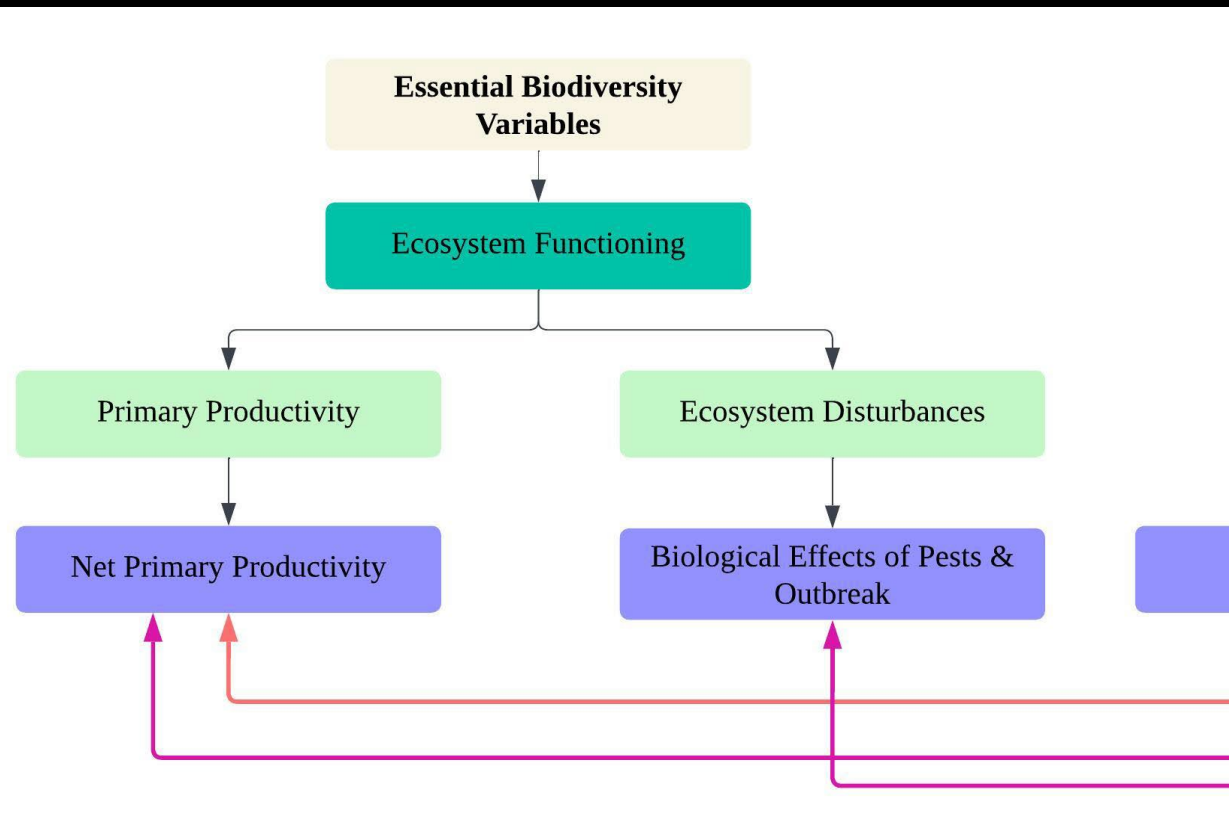 Essential Biodiversity
Variables
Ecosystem Functioning
Primary Productivity
Ecosystem Disturbances
Net Primary Productivity
Biological Effects of Pests &
Outbreak